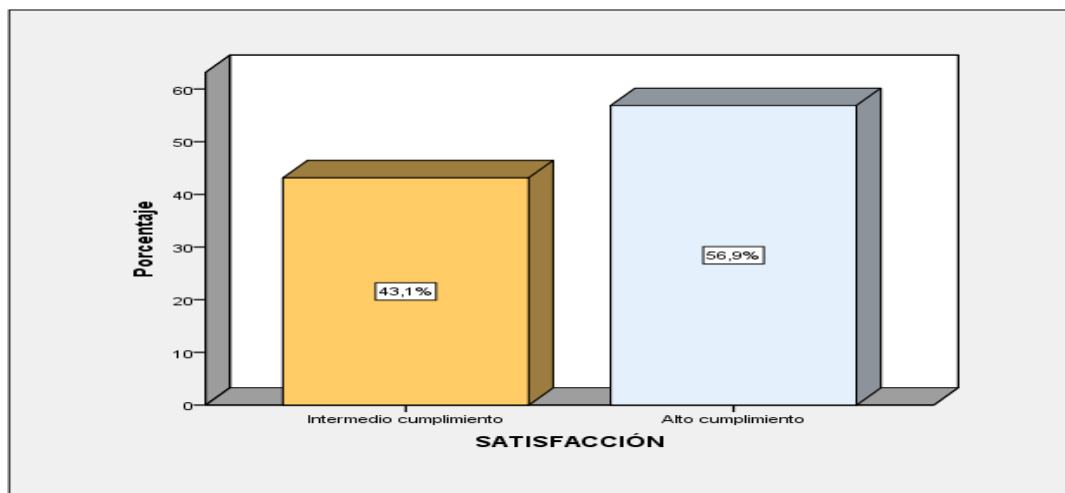 Porcentaje
60
50
40
30
20
10
0
43,1%
56,9%
Intermedio cumplimiento
Alto cumplimiento
SATISFACCIÓN